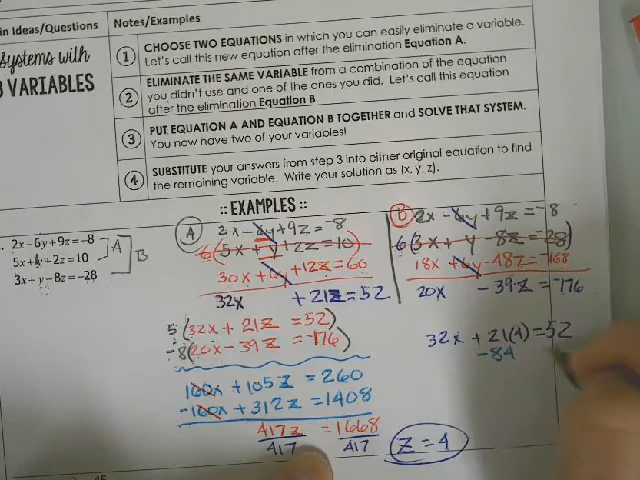 in Ideas/Questions Notes/Examples
Systems with
3 VARIABLES
1 CHOOSE TWO EQUATIONS in which you can easily eliminate a variable.
Let's call this new equation after the elimination Equation A.
2 ELIMINATE THE SAME VARIABLE from a combination of the equation
you didn't use and one of the ones you did. Let's call this equation
after the elimination Equation B
3 PUT EQUATION A AND EQUATION B TOGETHER and SOLVE THAT SYSTEM.
You now have two of your variables!
4 SUBSTITUTE your answers from step 3 into either original equation to find
the remaining variable. Write your solution as (x, y, z).
:: EXAMPLES ::
2x - 6y + 9z = -8
5x + y + 2z = 10
3x - y - 8z = -28
A
B
A 2x - 6y + 9z = -8
6(5x + y + 2z = 10)
30x + 6y + 12z = 60
32x + 21z = 52
5(32x + 21z = 52)
-8(20x - 39z = -176)
160x + 105z = 260
-160x + 312z = 1408
417z = 1668
417 417
z = 4
B 2x - 6y + 9z = -8
6(3x + y - 8z = -28)
18x + 6y - 48z = -168
20x - 39z = -176
32x + 21(4) = 52
-84